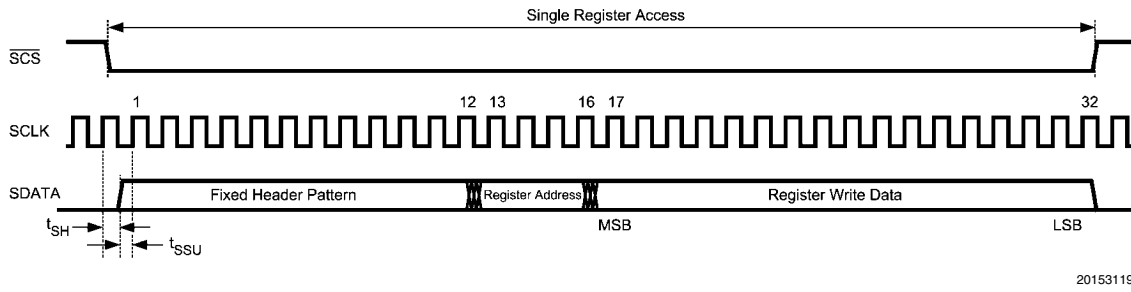 Single Register Access
SCS
1 12 13 16 17 32
SCLK
SDATA Fixed Header Pattern Register Address Register Write Data
tSH MSB LSB
tSSU
20153119